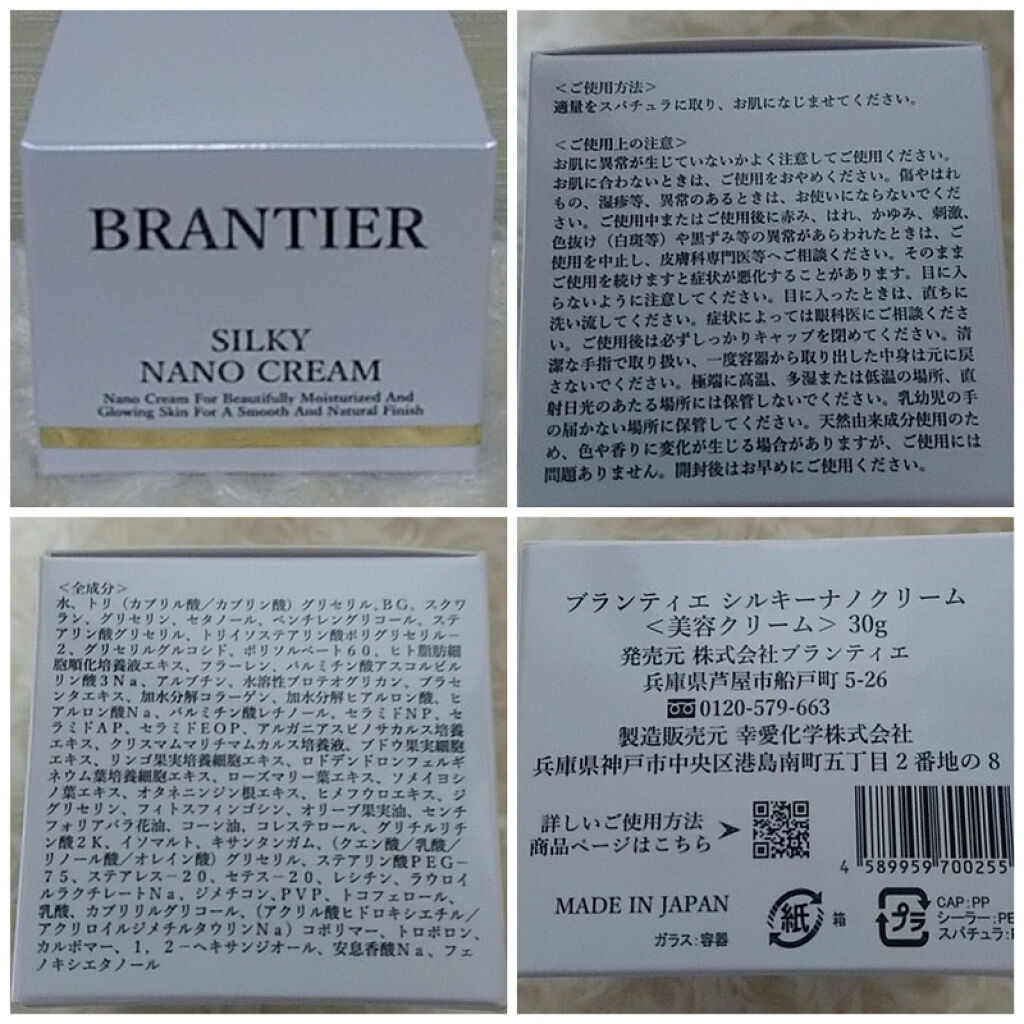 BRANTIER
SILKY
NANO CREAM
Nano Cream For Beautifully Moisturized And
Glowing Skin For A Smooth And Natural Finish
<ご使用方法>
適量をスパチュラに取り、お肌になじませてください。
<ご使用上の注意>
お肌に異常が生じていないかよく注意してご使用ください。
お肌に合わないときは、ご使用をおやめください。傷やはれ
もの、湿疹等、異常のあるときは、お使いにならないでくだ
さい。ご使用中またはご使用後に赤み、はれ、かゆみ、刺激、
色抜け（白斑等）や黒ずみ等の異常があらわれたときは、ご
使用を中止し、皮膚科専門医等へご相談ください。そのまま
ご使用を続けますと症状が悪化することがあります。目に入
らないように注意してください。目に入ったときは、直ちに
洗い流してください。症状によっては眼科医にご相談くださ
い。ご使用後は必ずしっかりキャップを閉めてください。清
潔な手指で取り扱い、一度容器から取り出した中身は元に戻
さないでください。極端に高温、多湿または低温の場所、直
射日光のあたる場所には保管しないでください。乳幼児の手
の届かない場所に保管してください。天然由来成分使用のた
め、色や香りに変化が生じる場合がありますが、ご使用には
問題ありません。開封後はお早めにご使用ください。
<全成分>
水、トリ（カプリル酸／カプリン酸）グリセリル、BG、スクワ
ラン、グリセリン、セタノール、ペンチレングリコール、ステ
アリン酸グリセリル、トリイソステアリン酸ポリグリセリル－
2、グリセリルグルコシド、ポリソルベート60、ヒト脂肪細
胞順化培養液エキス、フラーレン、パルミチン酸アスコルビル
リン酸3Na、アルブチン、水溶性プロテオグリカン、プラセ
ンタエキス、加水分解コラーゲン、加水分解ヒアルロン酸、ヒ
アルロン酸Na、パルミチン酸レチノール、セラミドNP、セ
ラミドAP、セラミドEOP、アルガニアスピノサカルス培養
エキス、クリスマムマリチマムカルス培養液、ブドウ果実細胞
エキス、リンゴ果実培養細胞エキス、ロドデンドロンフェルギ
ネウム葉培養細胞エキス、ローズマリー葉エキス、ソメイヨシ
ノ葉エキス、オタネニンジン根エキス、ヒメフウロエキス、ジ
グリセリン、フィトスフィンゴシン、オリーブ果実油、センチ
フォリアバラ花油、コーン油、コレステロール、グリチルリチ
ン酸2K、イソマルト、キサンタンガム、（クエン酸／乳酸／
リノール酸／オレイン酸）グリセリル、ステアリン酸PEG－
75、ステアレス－20、セテス－20、レシチン、ラウロイ
ルラクチレートNa、ジメチコン、PVP、トコフェロール、
乳酸、カプリリルグリコール、（アクリル酸ヒドロキシエチル／
アクリロイルジメチルタウリンNa）コポリマー、トロポロン、
カルボマー、1，2－ヘキサンジオール、安息香酸Na、フェ
ノキシエタノール
ブランティエ シルキーナノクリーム
<美容クリーム> 30g
発売元 株式会社ブランティエ
兵庫県芦屋市船戸町 5-26
0120-579-663
製造販売元 幸愛化学株式会社
兵庫県神戸市中央区港島南町五丁目2番地の8
詳しいご使用方法
商品ページはこちら
4 589959 700255
MADE IN JAPAN
紙 箱
プラ
CAP:PP
シーラー:PE
スパチュラ:
ガラス:容器